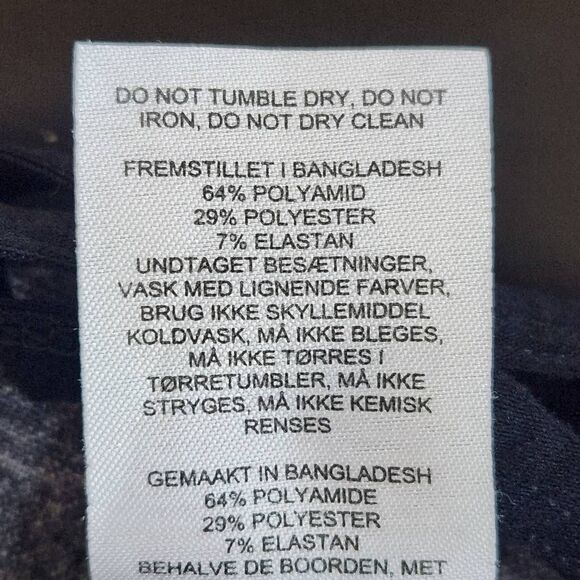 DO NOT TUMBLE DRY, DO NOT
IRON, DO NOT DRY CLEAN
FREMSTILLET I BANGLADESH
64% POLYAMID
29% POLYESTER
7% ELASTAN
UNDTAGET BESÆTNINGER,
VASK MED LIGNENDE FARVER,
BRUG IKKE SKYLLEMIDDEL
KOLDVASK, MÅ IKKE BLEGES,
MÅ IKKE TØRRES I
TØRRETUMBLER, MÅ IKKE
STRYGES, MÅ IKKE KEMISK
RENSES
GEMAAKT IN BANGLADESH
64% POLYAMIDE
29% POLYESTER
7% ELASTAN
BEHALVE DE BOORDEN, MET